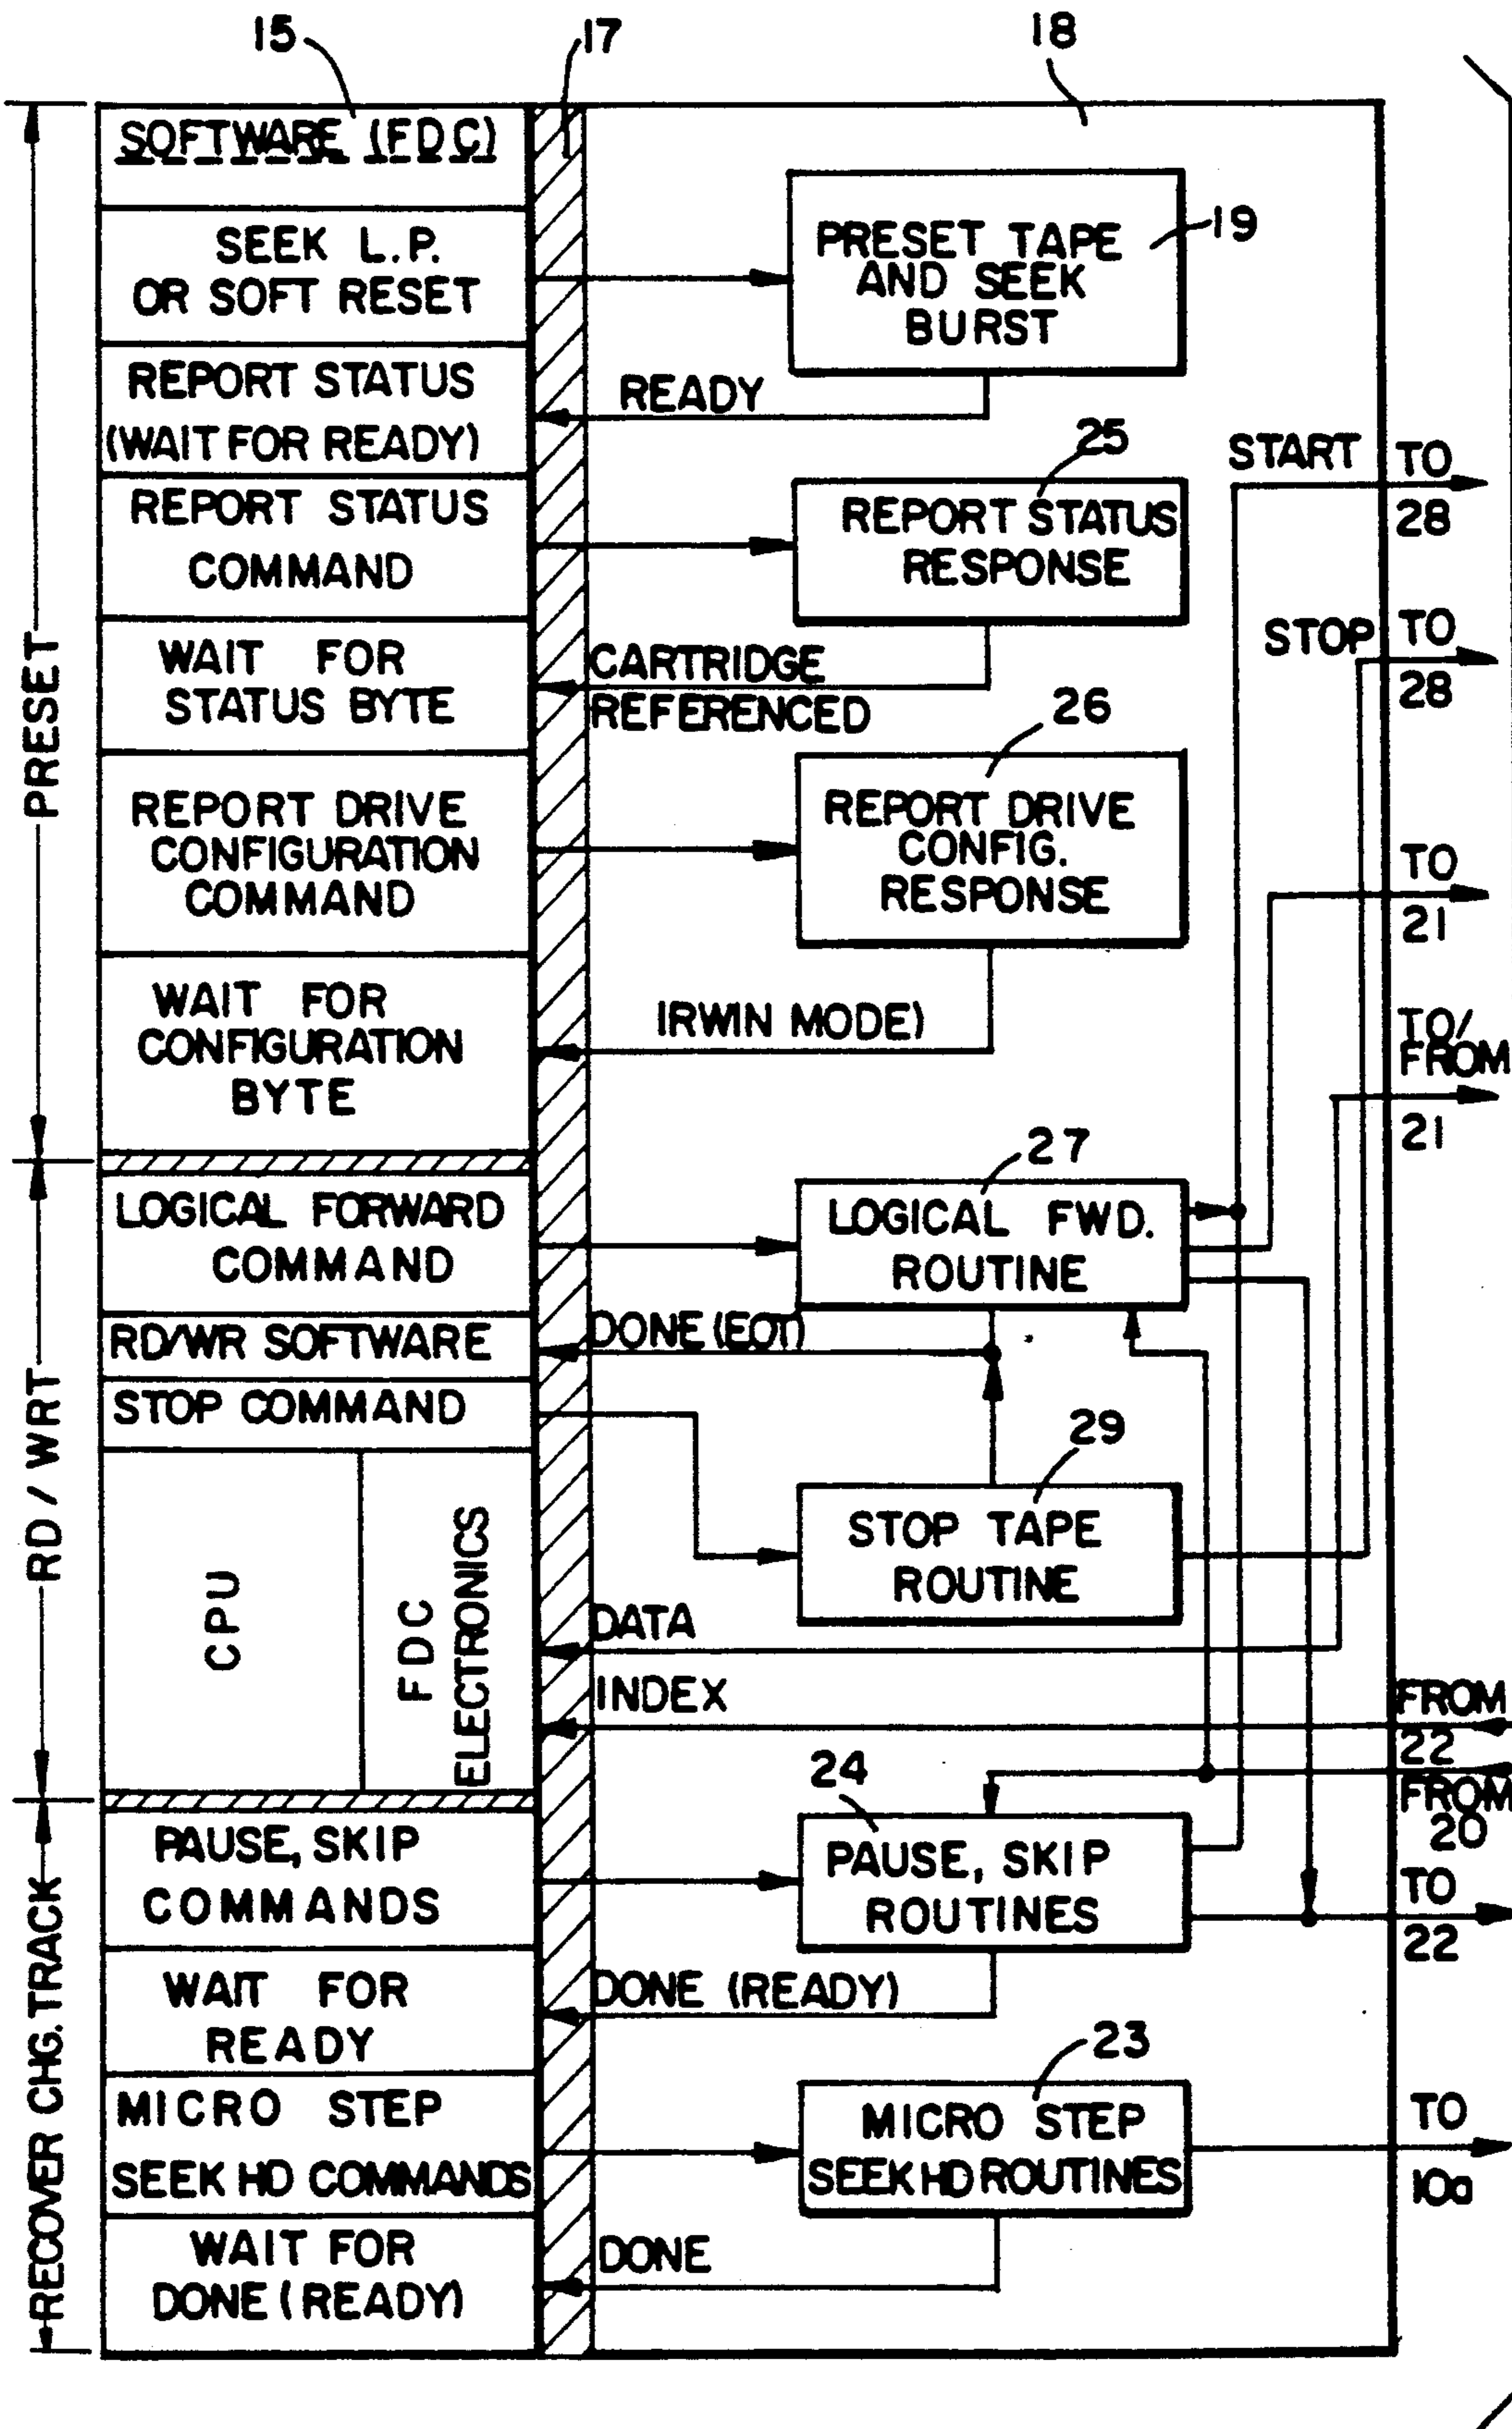 15
17
18
SOFTWARE (FDC)
SEEK L.P.
OR SOFT RESET
PRESET TAPE
AND SEEK
BURST
19
REPORT STATUS
(WAIT FOR READY)
READY
REPORT STATUS
COMMAND
25
REPORT STATUS
RESPONSE
START
TO
28
WAIT FOR
STATUS BYTE
CARTRIDGE
REFERENCED
STOP
TO
28
PRESET
REPORT DRIVE
CONFIGURATION
COMMAND
26
REPORT DRIVE
CONFIG.
RESPONSE
TO
21
WAIT FOR
CONFIGURATION
BYTE
IRWIN MODE)
TO/
FROM
21
LOGICAL FORWARD
COMMAND
27
LOGICAL FWD.
ROUTINE
RD/WR SOFTWARE
DONE (EOT)
STOP COMMAND
29
STOP TAPE
ROUTINE
RD / WRT
CPU
FDC
ELECTRONICS
DATA
INDEX
FROM
22
FROM
20
PAUSE, SKIP
COMMANDS
24
PAUSE, SKIP
ROUTINES
TO
22
WAIT FOR
READY
DONE (READY)
RECOVER CHG. TRACK
MICRO STEP
SEEK HD COMMANDS
23
MICRO STEP
SEEK HD ROUTINES
TO
10a
WAIT FOR
DONE (READY)
DONE